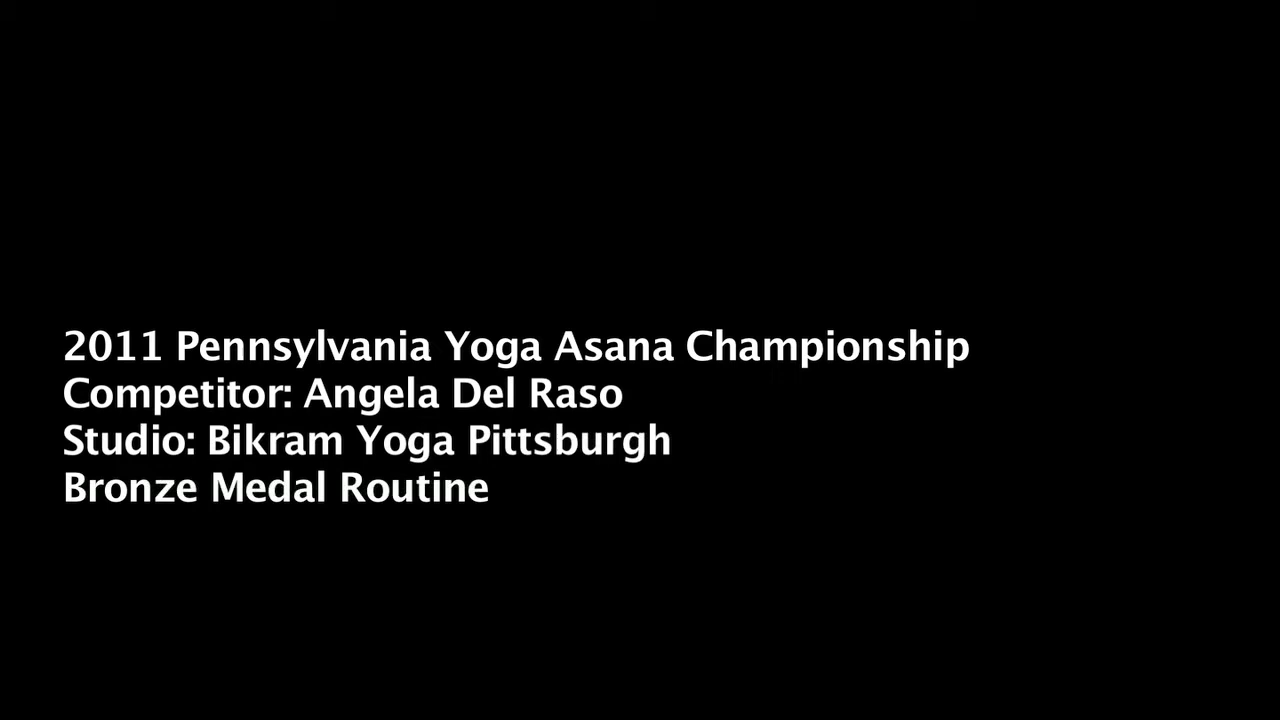 2011 Pennsylvania Yoga Asana Championship
Competitor: Angela Del Raso
Studio: Bikram Yoga Pittsburgh
Bronze Medal Routine